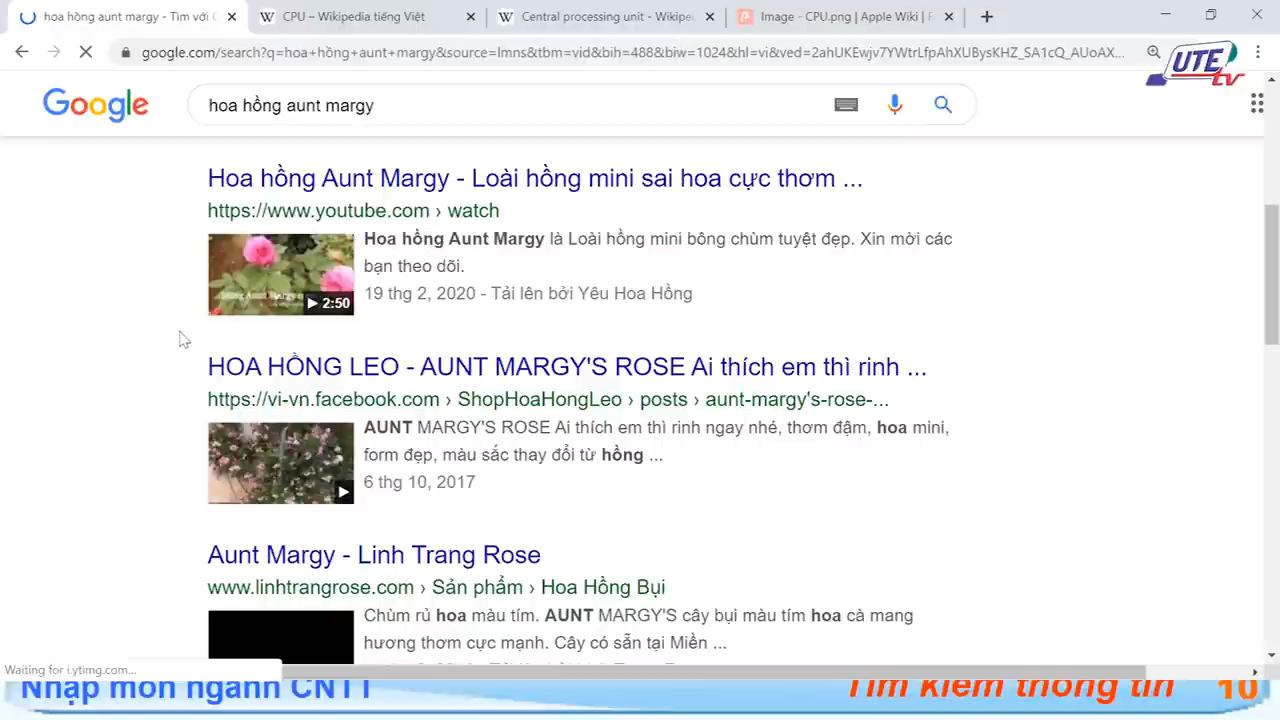 hoa hồng aunt margy - Tìm với G
CPU – Wikipedia tiếng Việt
Central processing unit - Wikipe
Image - CPU.png | Apple Wiki | F
google.com/search?q=hoa+hồng+aunt+margy&source=lmns&tbm=vid&bih=488&biw=1024&hl=vi&ved=2ahUKEwjv7YWtrLfpAhXUBysKHZ_SA1cQ_AUoAX...
UTE tv
Google
hoa hồng aunt margy
Hoa hồng Aunt Margy - Loài hồng mini sai hoa cực thơm ...
https://www.youtube.com › watch
Hoa hồng Aunt Margy là Loài hồng mini bông chùm tuyệt đẹp. Xin mời các
bạn theo dõi.
19 thg 2, 2020 - Tải lên bởi Yêu Hoa Hồng
2:50
HOA HỒNG LEO - AUNT MARGY'S ROSE Ai thích em thì rinh ...
https://vi-vn.facebook.com › ShopHoaHongLeo › posts › aunt-margy's-rose-...
AUNT MARGY'S ROSE Ai thích em thì rinh ngay nhé, thơm đậm, hoa mini,
form đẹp, màu sắc thay đổi từ hồng ...
6 thg 10, 2017
Aunt Margy - Linh Trang Rose
www.linhtrangrose.com › Sản phẩm › Hoa Hồng Bụi
Chùm rủ hoa màu tím. AUNT MARGY'S cây bụi màu tím hoa cà mang
hương thơm cực mạnh. Cây có sẵn tại Miền ...
Waiting for i.ytimg.com...
Nhập môn ngành CNTT
Tìm kiếm thông tin
10